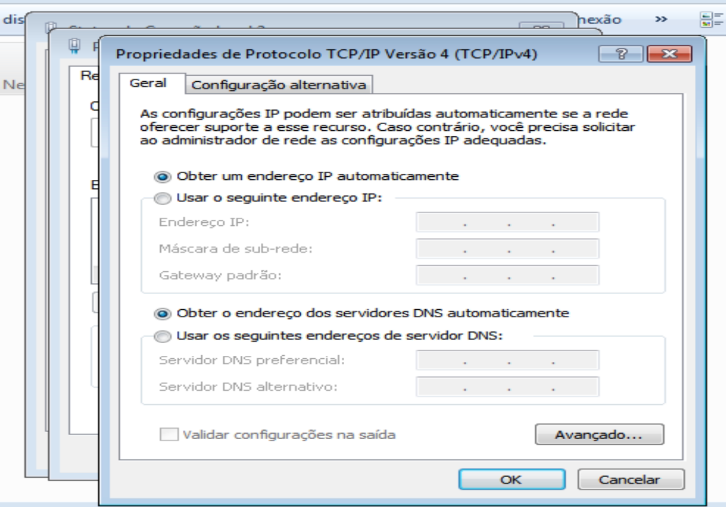 dis
nexão »
Propriedades de Protocolo TCP/IP Versão 4 (TCP/IPv4)
Ne
Re
Geral
Configuração alternativa
As configurações IP podem ser atribuídas automaticamente se a rede
oferecer suporte a esse recurso. Caso contrário, você precisa solicitar
ao administrador de rede as configurações IP adequadas.
Obter um endereço IP automaticamente
Usar o seguinte endereço IP:
Endereço IP:
Máscara de sub-rede:
Gateway padrão:
Obter o endereço dos servidores DNS automaticamente
Usar os seguintes endereços de servidor DNS:
Servidor DNS preferencial:
Servidor DNS alternativo:
Validar configurações na saída
Avançado...
OK
Cancelar